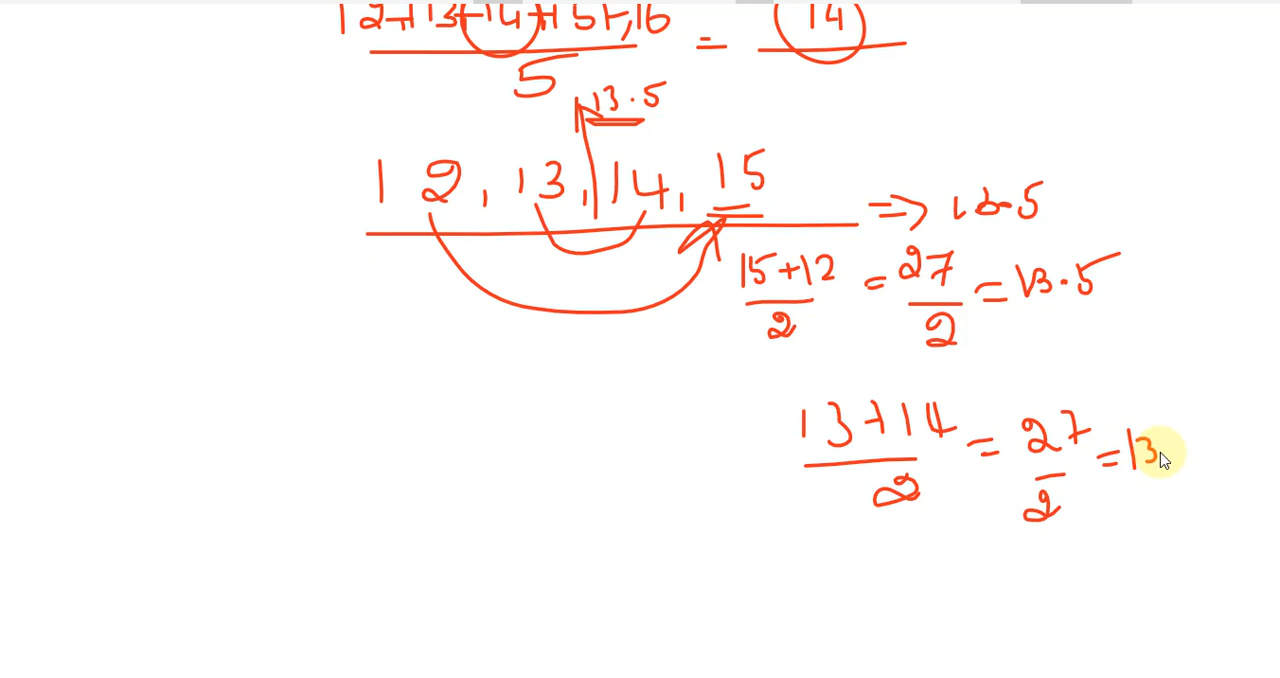 12+13+14+15+16 / 5 = 14
13.5
12, 13, 14, 15 => 13.5
15+12 / 2 = 27 / 2 = 13.5
13+14 / 2 = 27 / 2 = 13